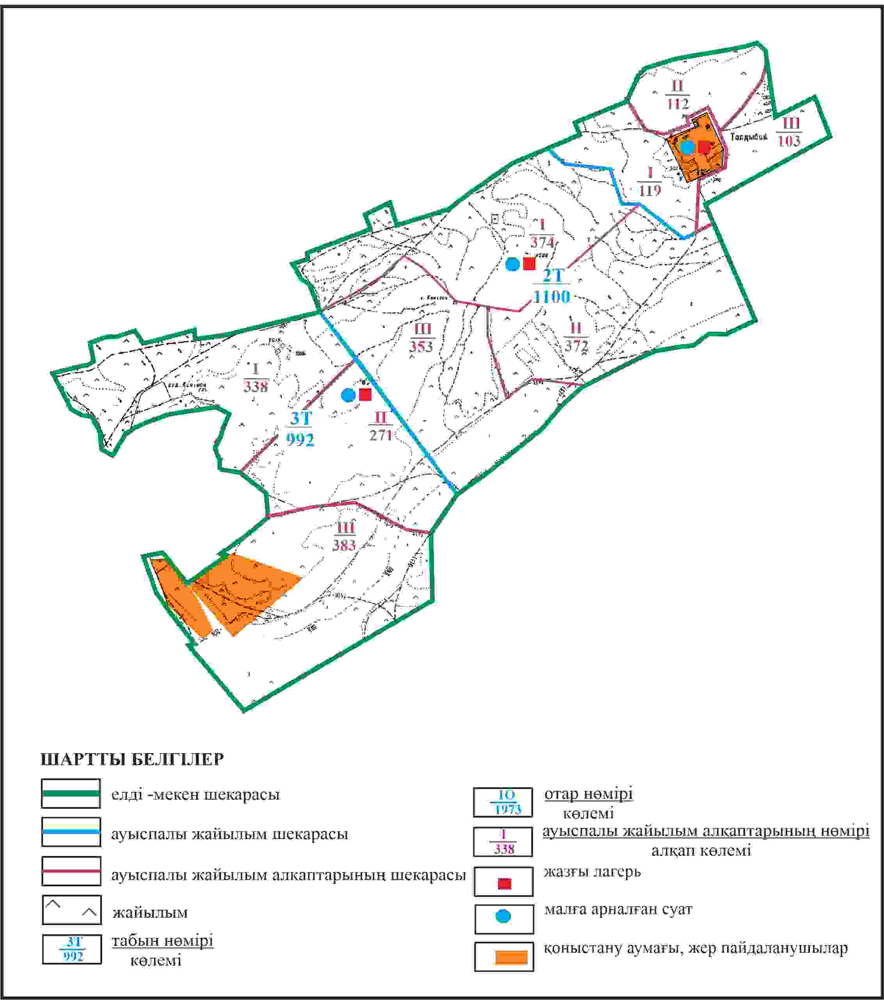 II
112
III
103
Талдыбай
I
119
I
374
2Т
1100
III
353
II
372
I
338
3Т
992
II
271
III
383
ШАРТТЫ БЕЛГІЛЕР
елді -мекен шекарасы
ауыспалы жайылым шекарасы
ауыспалы жайылым алқаптарының шекарасы
жайылым
3Т
992
табын нөмірі
көлемі
1О
1973
отар нөмірі
көлемі
I
338
ауыспалы жайылым алқаптарының нөмірі
алқап көлемі
жазғы лагерь
малға арналған суат
қоныстану аумағы, жер пайдаланушылар